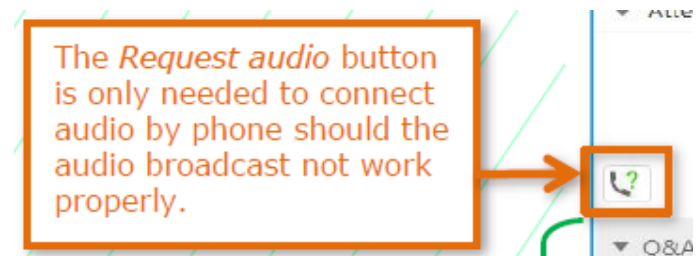 Atte
The Request audio button
is only needed to connect
audio by phone should the
audio broadcast not work
properly.
?
Q&A